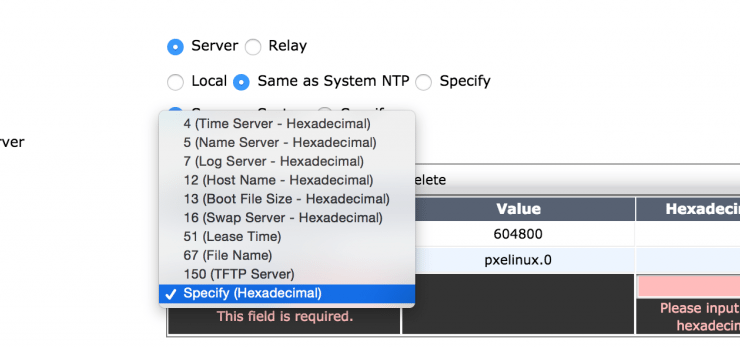 Server Relay
Local Same as System NTP Specify
rver
4 (Time Server - Hexadecimal)
5 (Name Server - Hexadecimal)
7 (Log Server - Hexadecimal)
12 (Host Name - Hexadecimal)
13 (Boot File Size - Hexadecimal)
16 (Swap Server - Hexadecimal)
51 (Lease Time)
67 (File Name)
150 (TFTP Server)
✓ Specify (Hexadecimal)
elete
Value Hexadeci
604800
pxelinux.0
This field is required.
Please input
hexadecin